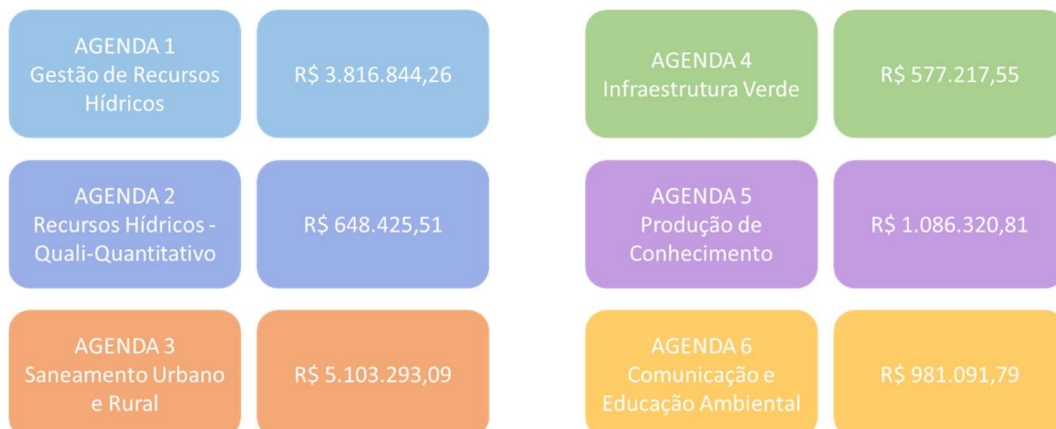 AGENDA 1
Gestão de Recursos
Hídricos
R$ 3.816.844,26
AGENDA 4
Infraestrutura Verde
R$ 577.217,55
AGENDA 2
Recursos Hídricos -
Quali-Quantitativo
R$ 648.425,51
AGENDA 5
Produção de
Conhecimento
R$ 1.086.320,81
AGENDA 3
Saneamento Urbano
e Rural
R$ 5.103.293,09
AGENDA 6
Comunicação e
Educação Ambiental
R$ 981.091,79